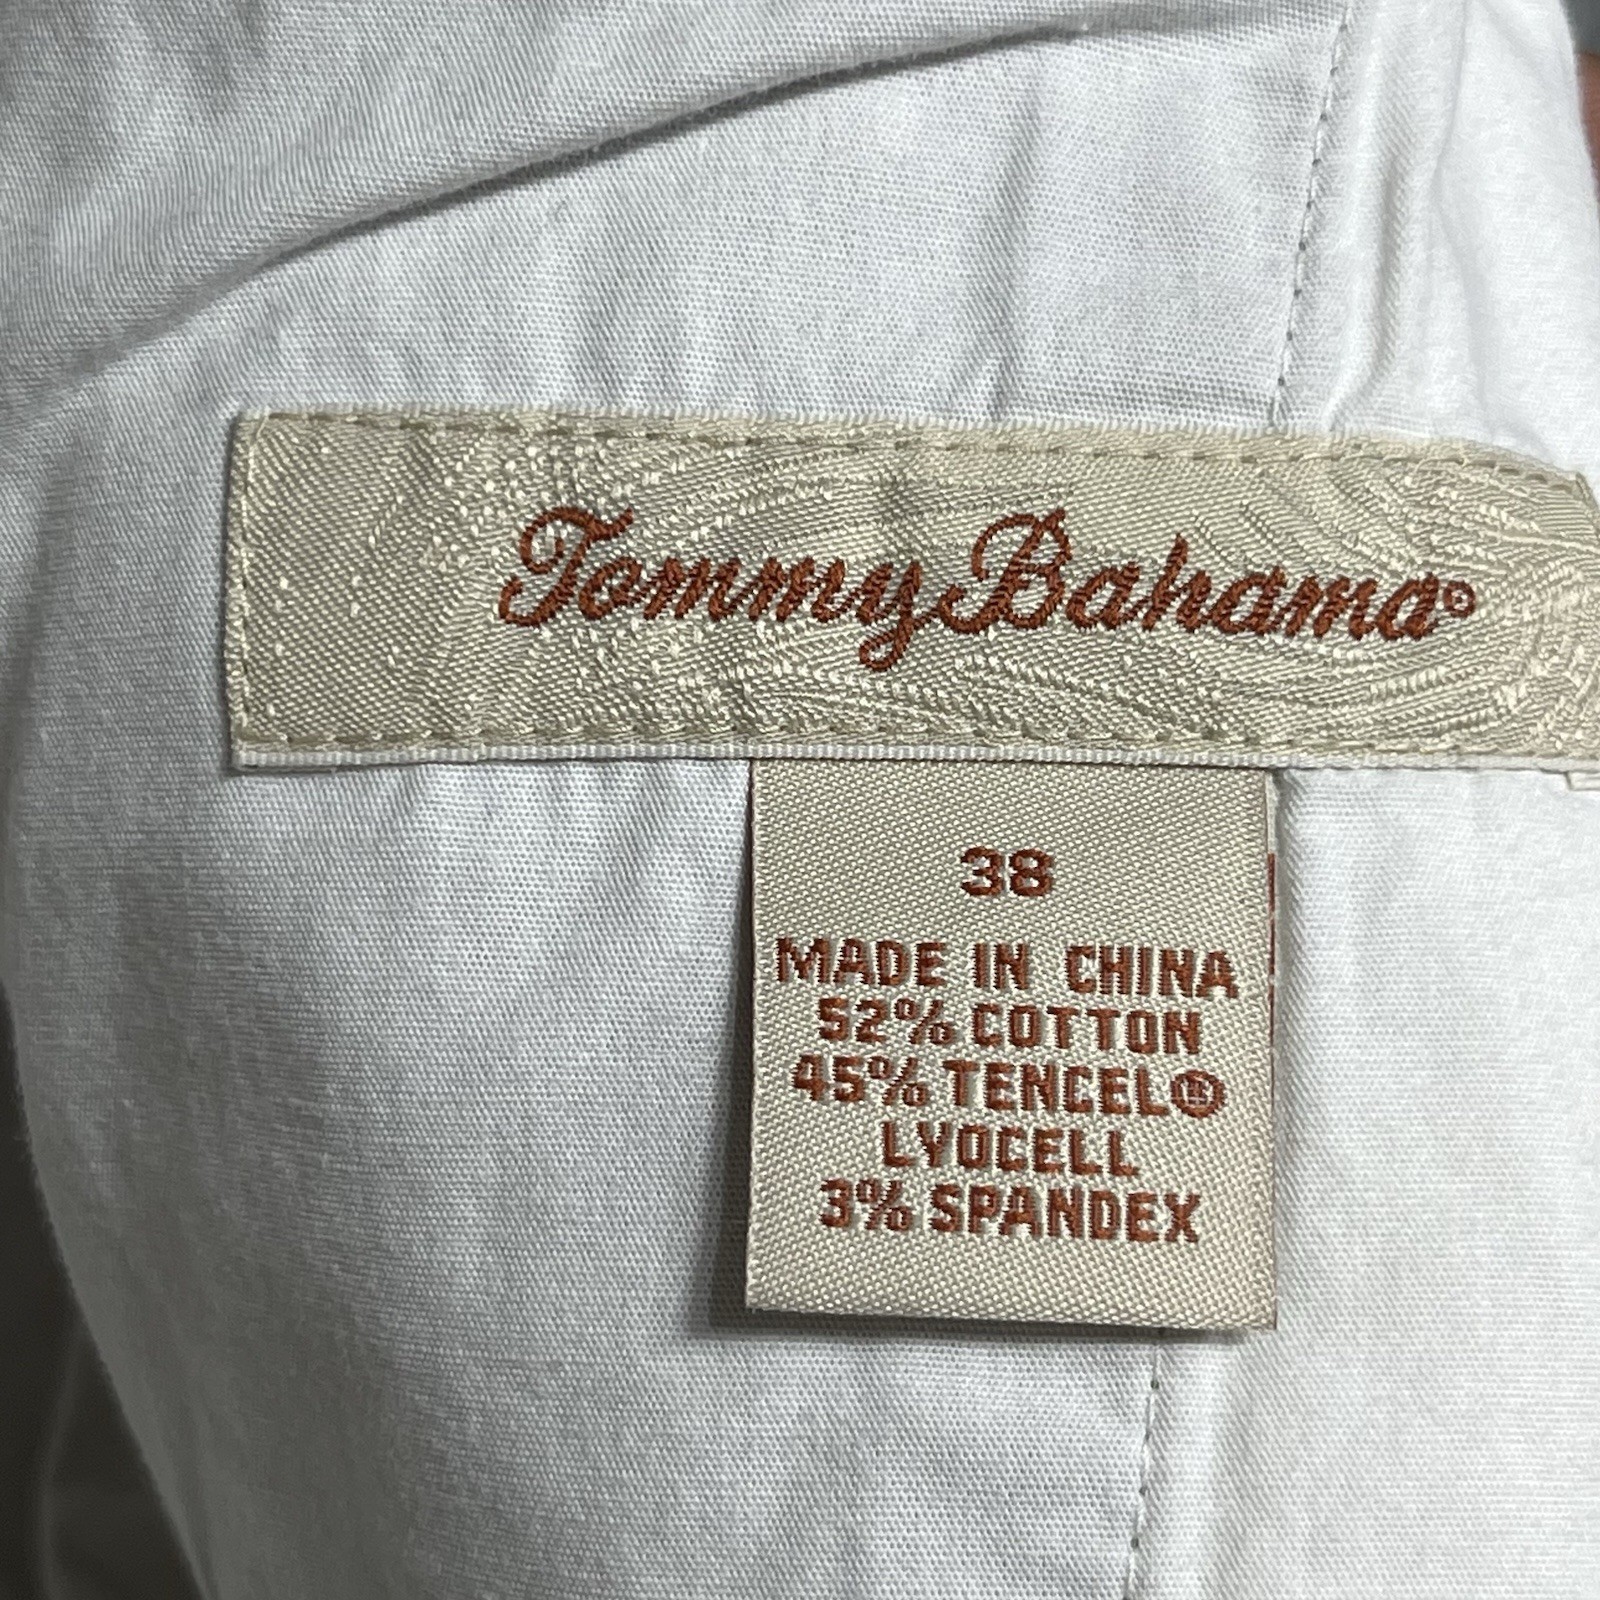 Tommy Bahama®
38
MADE IN CHINA
52% COTTON
45% TENCEL®
LYOCELL
3% SPANDEX